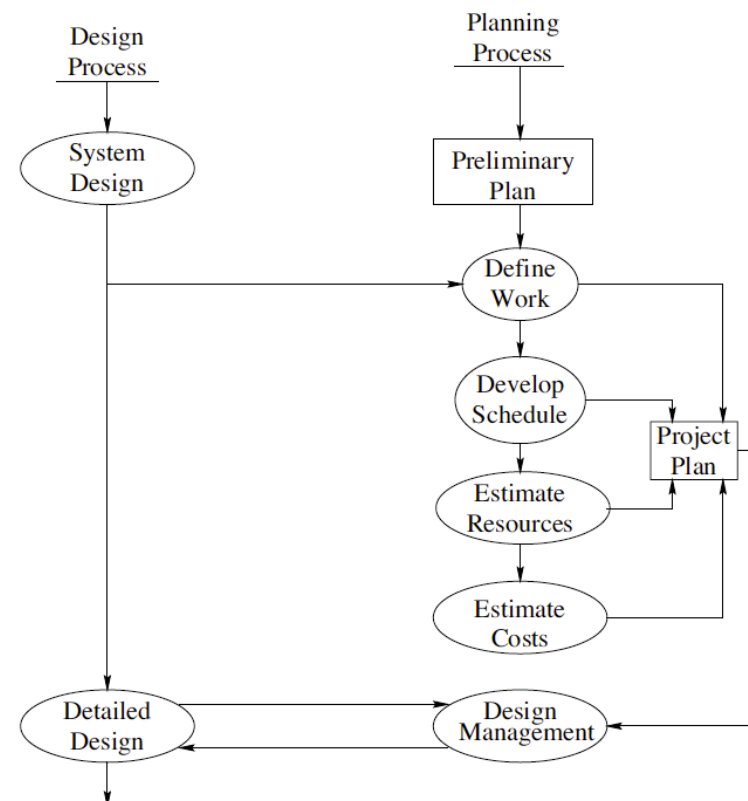 Design
Process
Planning
Process
System
Design
Preliminary
Plan
Define
Work
Develop
Schedule
Project
Plan
Estimate
Resources
Estimate
Costs
Detailed
Design
Design
Management